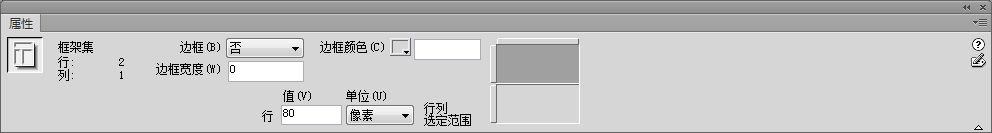 属性
框架集 边框(B) 否 边框颜色(C)
行: 2
列: 1 边框宽度(W) 0
值(V) 单位(U)
行 80 像素 行列
选定范围